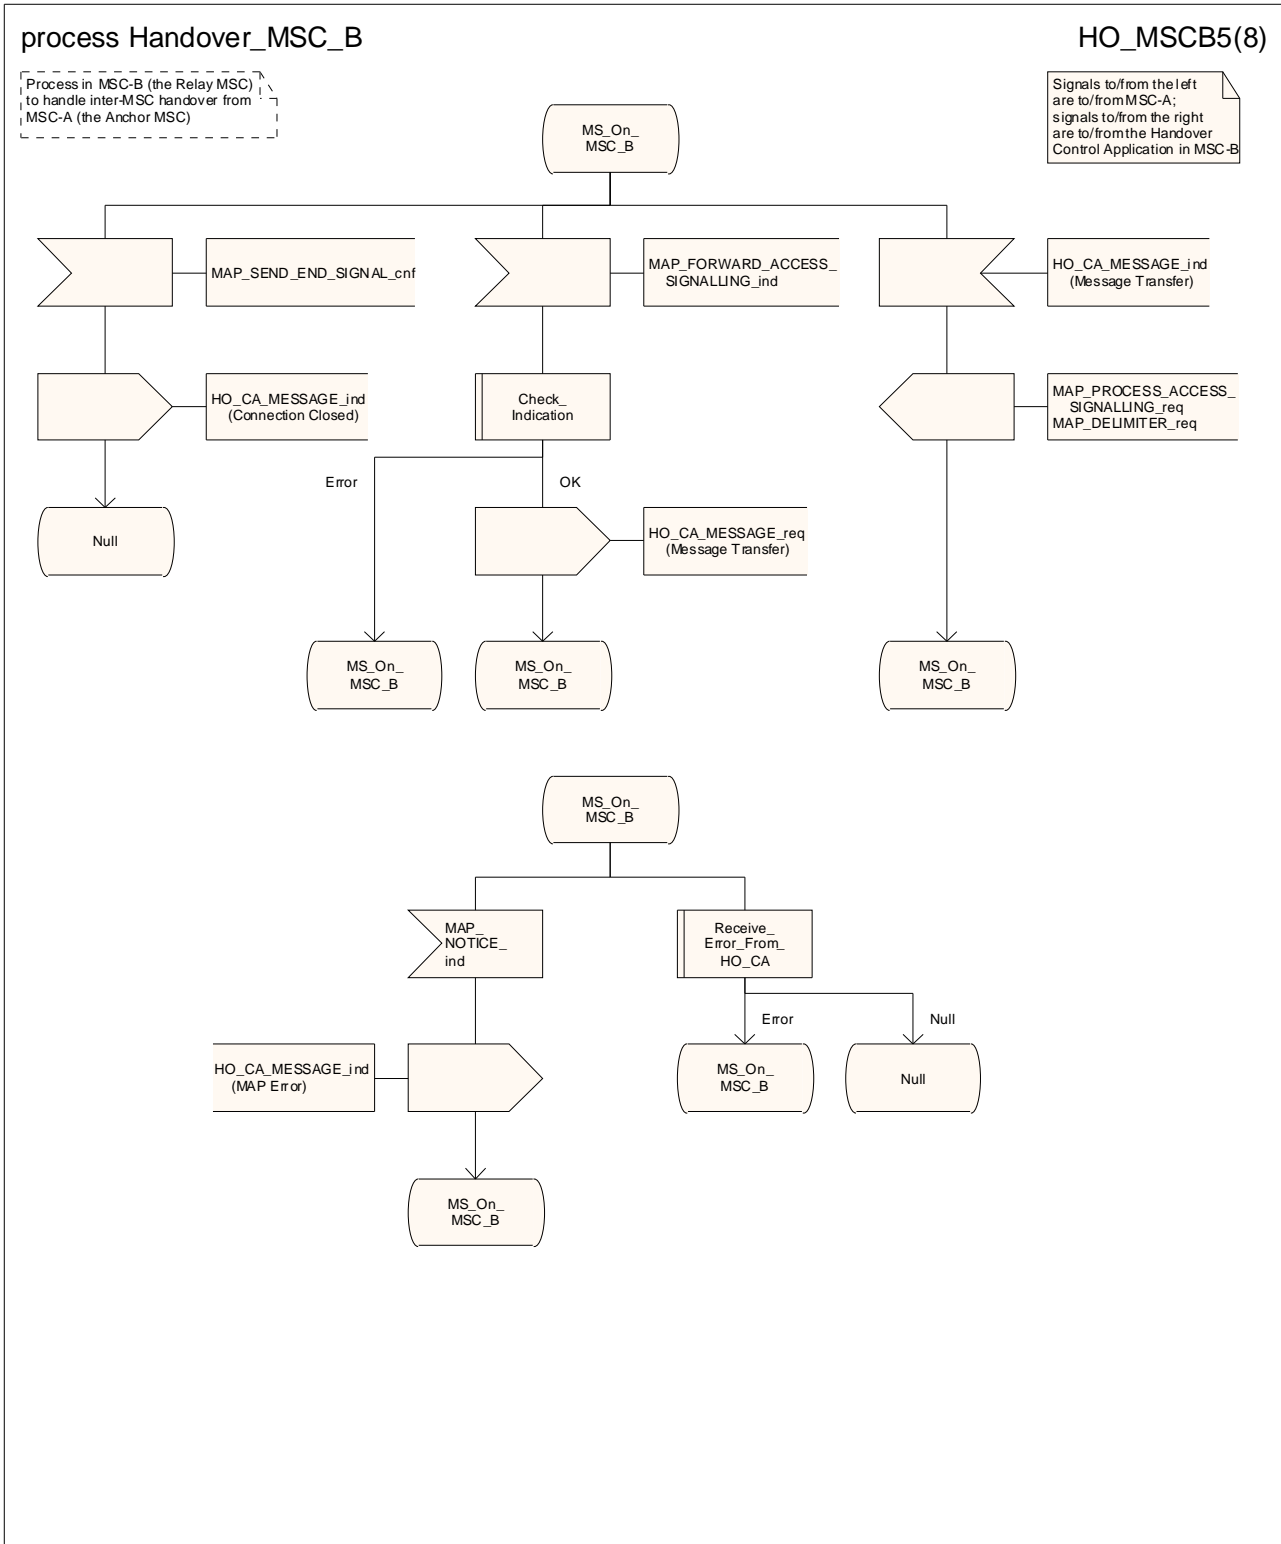 process Handover_MSC_B
HO_MSCB5(8)
Process in MSC-B (the Relay MSC)
to handle inter-MSC handover from
MSC-A (the Anchor MSC)
Signals to/from the left
are to/from MSC-A;
signals to/from the right
are to/from the Handover
Control Application in MSC-B
MS_On_
MSC_B
MAP_SEND_END_SIGNAL_cnf
MAP_FORWARD_ACCESS_
SIGNALLING_ind
HO_CA_MESSAGE_ind
(Message Transfer)
HO_CA_MESSAGE_ind
(Connection Closed)
Check_
Indication
MAP_PROCESS_ACCESS_
SIGNALLING_req
MAP_DELIMITER_req
Error
OK
Null
HO_CA_MESSAGE_req
(Message Transfer)
MS_On_
MSC_B
MS_On_
MSC_B
MS_On_
MSC_B
MS_On_
MSC_B
MAP_
NOTICE_
ind
Receive_
Error_From_
HO_CA
Error
Null
HO_CA_MESSAGE_ind
(MAP Error)
MS_On_
MSC_B
Null
MS_On_
MSC_B